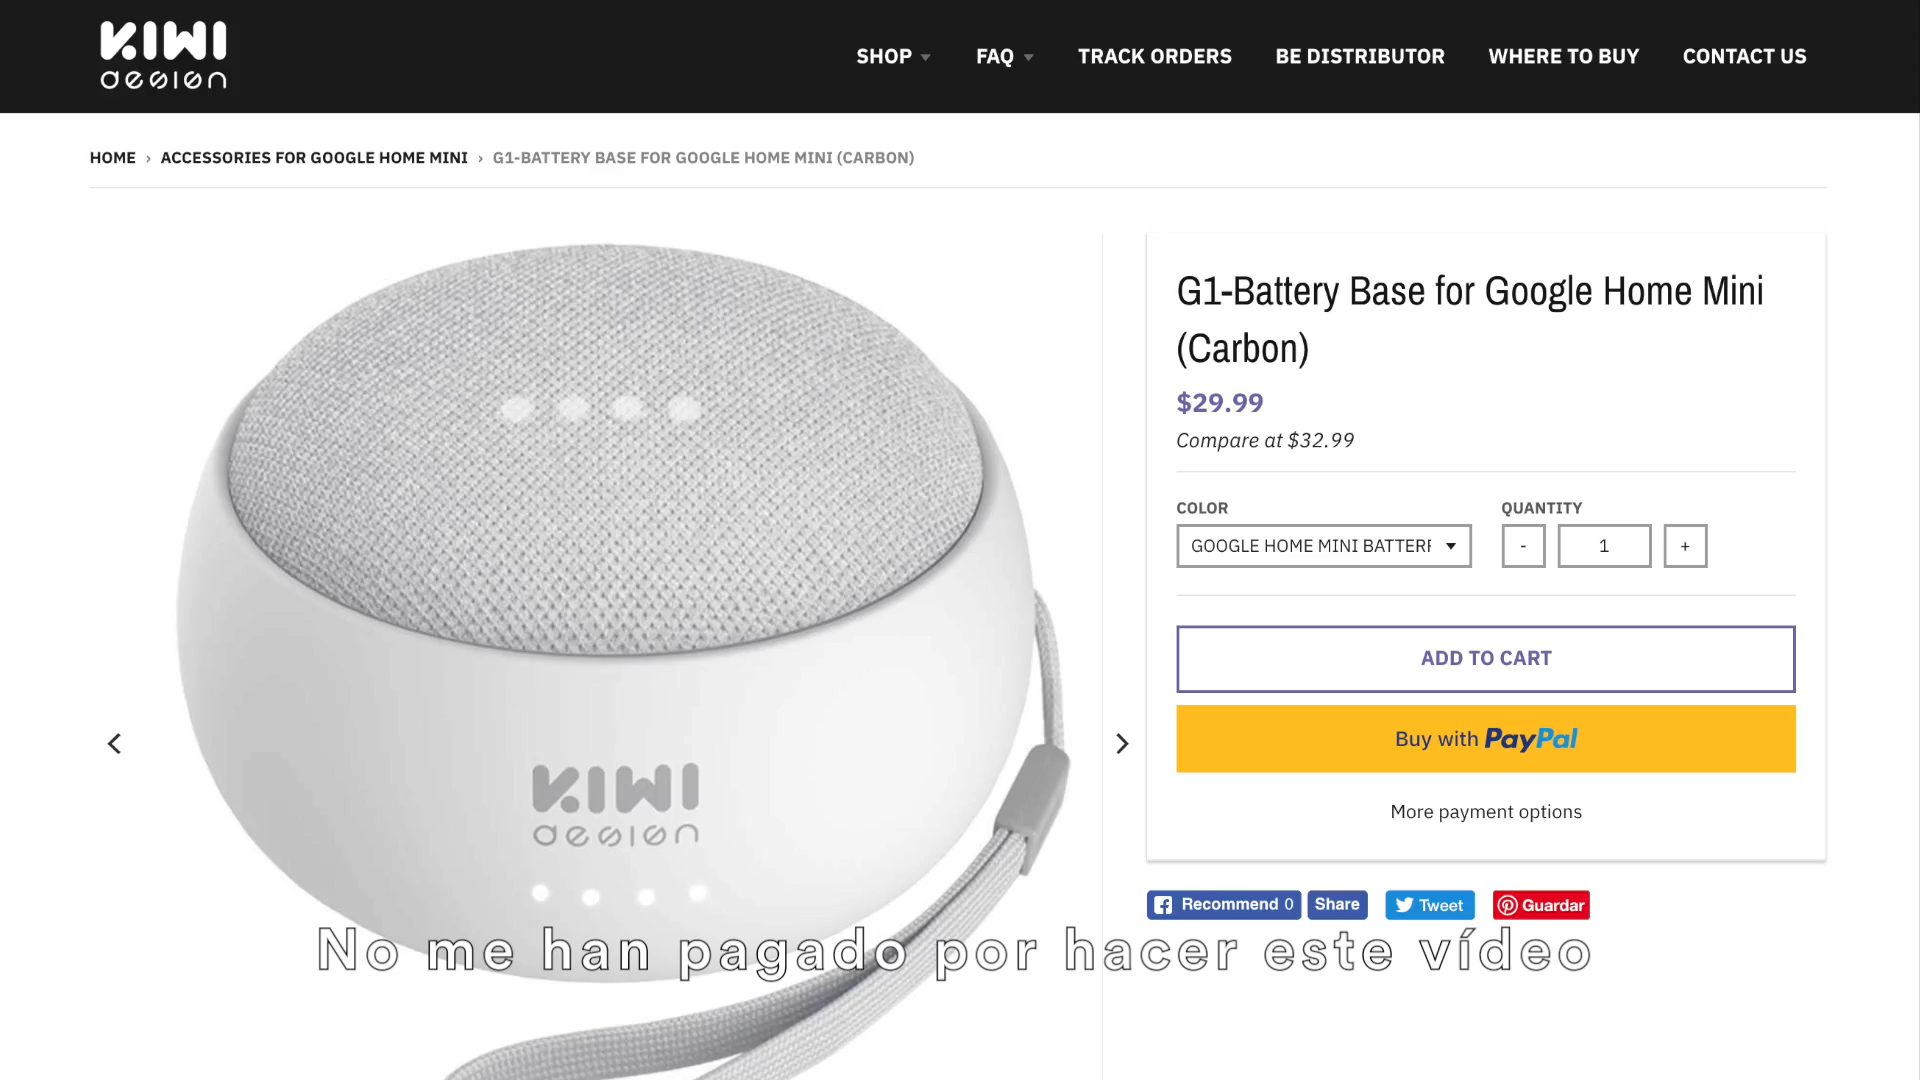 KIWI
design
SHOP
FAQ
TRACK ORDERS
BE DISTRIBUTOR
WHERE TO BUY
CONTACT US
HOME › ACCESSORIES FOR GOOGLE HOME MINI › G1-BATTERY BASE FOR GOOGLE HOME MINI (CARBON)
G1-Battery Base for Google Home Mini
(Carbon)
$29.99
Compare at $32.99
COLOR
QUANTITY
GOOGLE HOME MINI BATTER
- 1 +
ADD TO CART
Buy with PayPal
More payment options
KIWI
design
Recommend 0
Share
Tweet
Guardar
No me han pagado por hacer este vídeo